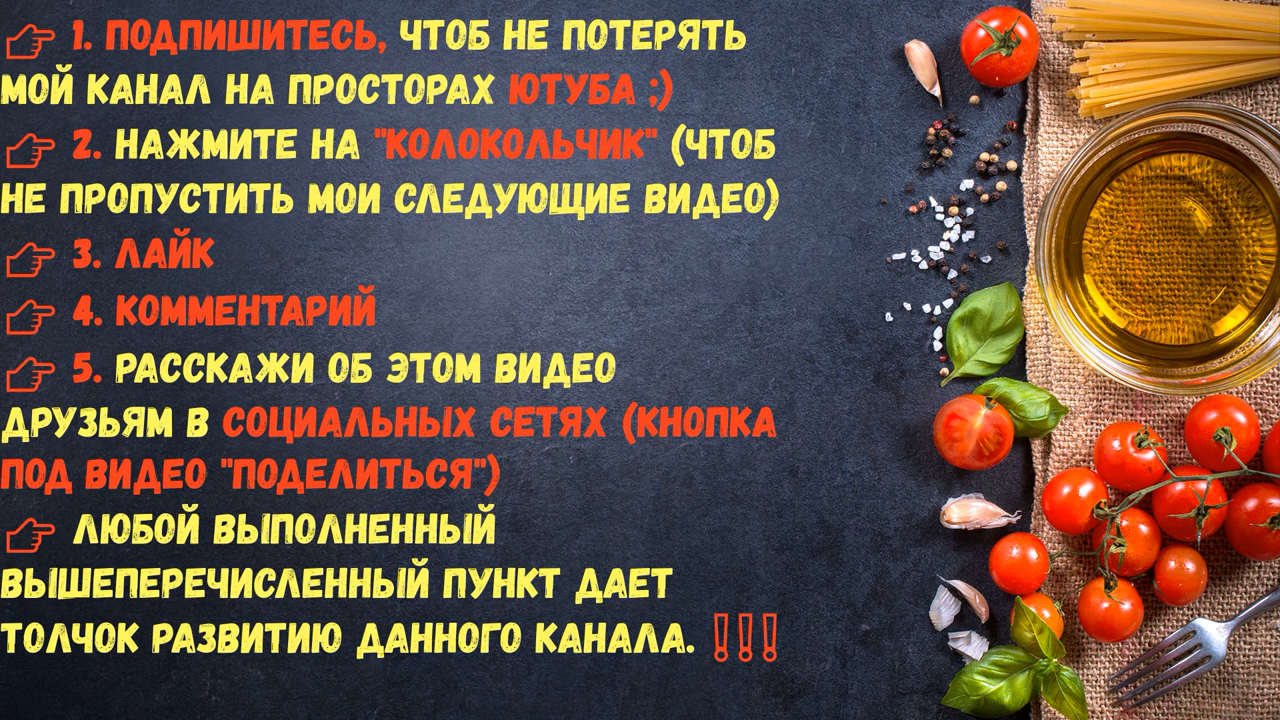 👉 1. ПОДПИШИТЕСЬ, ЧТОБ НЕ ПОТЕРЯТЬ
МОЙ КАНАЛ НА ПРОСТОРАХ ЮТУБА ;)
👉 2. НАЖМИТЕ НА "КОЛОКОЛЬЧИК" (ЧТОБ
НЕ ПРОПУСТИТЬ МОИ СЛЕДУЮЩИЕ ВИДЕО)
👉 3. ЛАЙК
👉 4. КОММЕНТАРИЙ
👉 5. РАССКАЖИ ОБ ЭТОМ ВИДЕО
ДРУЗЬЯМ В СОЦИАЛЬНЫХ СЕТЯХ (КНОПКА
ПОД ВИДЕО "ПОДЕЛИТЬСЯ")
👉 ЛЮБОЙ ВЫПОЛНЕННЫЙ
ВЫШЕПЕРЕЧИСЛЕННЫЙ ПУНКТ ДАЕТ
ТОЛЧОК РАЗВИТИЮ ДАННОГО КАНАЛА. ❗❗❗